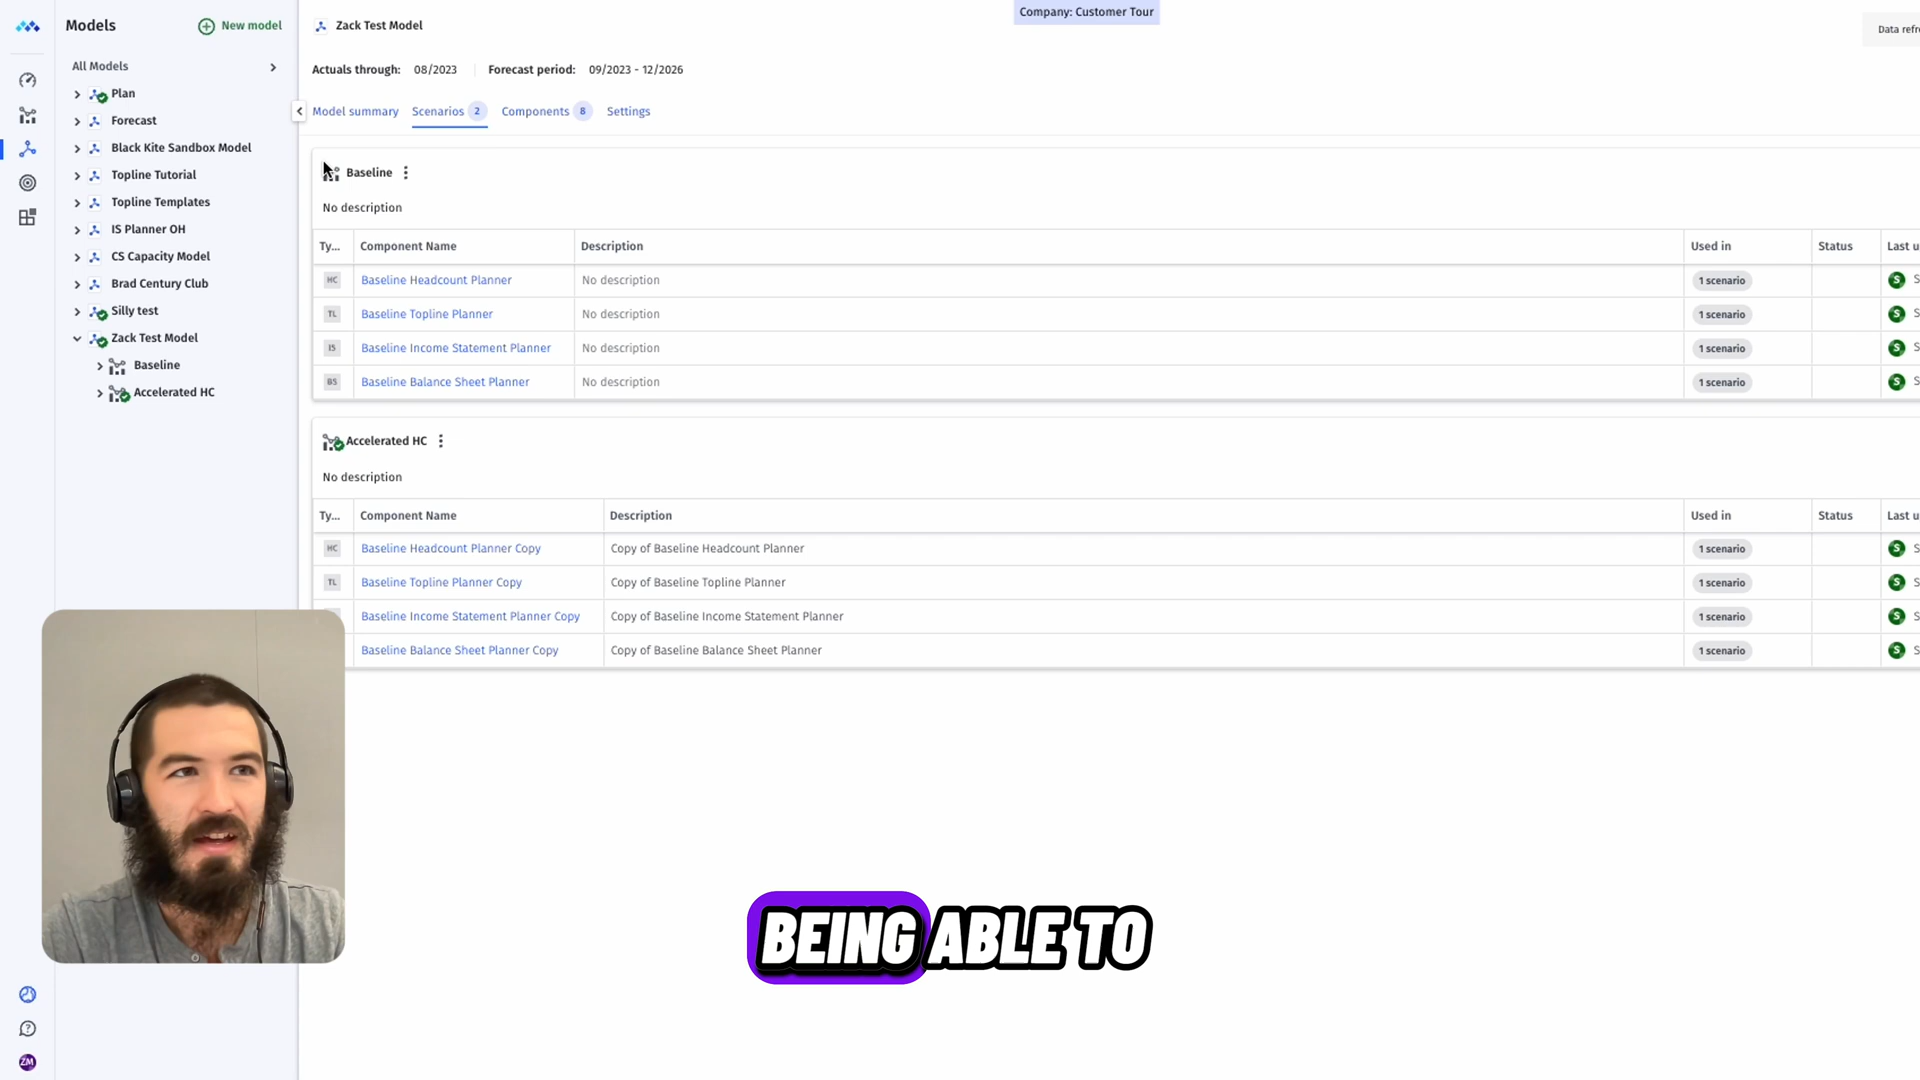 Models
New model
All Models
Plan
Forecast
Black Kite Sandbox Model
Topline Tutorial
Topline Templates
IS Planner OH
CS Capacity Model
Brad Century Club
Silly test
Zack Test Model
Baseline
Accelerated HC
ZM
Zack Test Model
Company: Customer Tour
Data refre
Actuals through: 08/2023 Forecast period: 09/2023 - 12/2026
Model summary Scenarios 2 Components 8 Settings
Baseline
No description
Ty... Component Name Description Used in Status Last u
HC Baseline Headcount Planner No description 1 scenario S S
TL Baseline Topline Planner No description 1 scenario S S
IS Baseline Income Statement Planner No description 1 scenario S S
BS Baseline Balance Sheet Planner No description 1 scenario S S
Accelerated HC
No description
Ty... Component Name Description Used in Status Last u
HC Baseline Headcount Planner Copy Copy of Baseline Headcount Planner 1 scenario S S
TL Baseline Topline Planner Copy Copy of Baseline Topline Planner 1 scenario S S
Baseline Income Statement Planner Copy Copy of Baseline Income Statement Planner 1 scenario S S
Baseline Balance Sheet Planner Copy Copy of Baseline Balance Sheet Planner 1 scenario S S
BEING ABLE TO